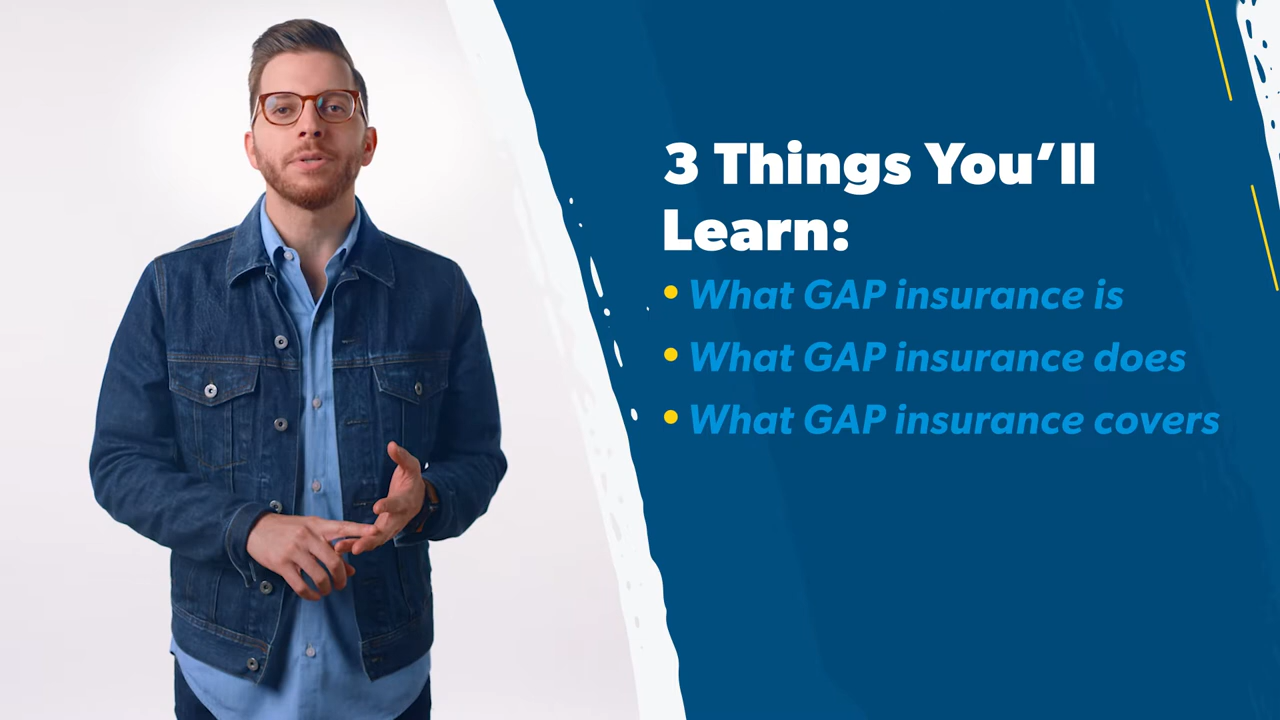 3 Things You’ll
Learn:
• What GAP insurance is
• What GAP insurance does
• What GAP insurance covers